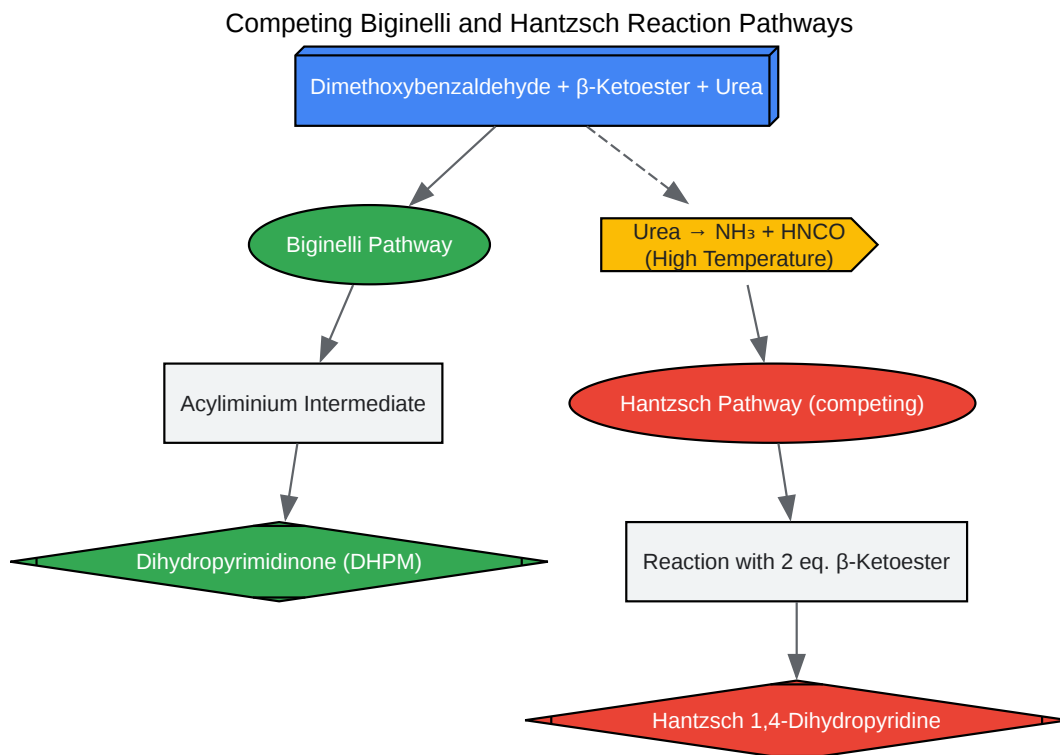 Competing Biginelli and Hantzsch Reaction Pathways
Dimethoxybenzaldehyde + β-Ketoester + Urea
Biginelli Pathway
Urea → NH₃ + HNCO
(High Temperature)
Acyliminium Intermediate
Hantzsch Pathway (competing)
Dihydropyrimidinone (DHPM)
Reaction with 2 eq. β-Ketoester
Hantzsch 1,4-Dihydropyridine